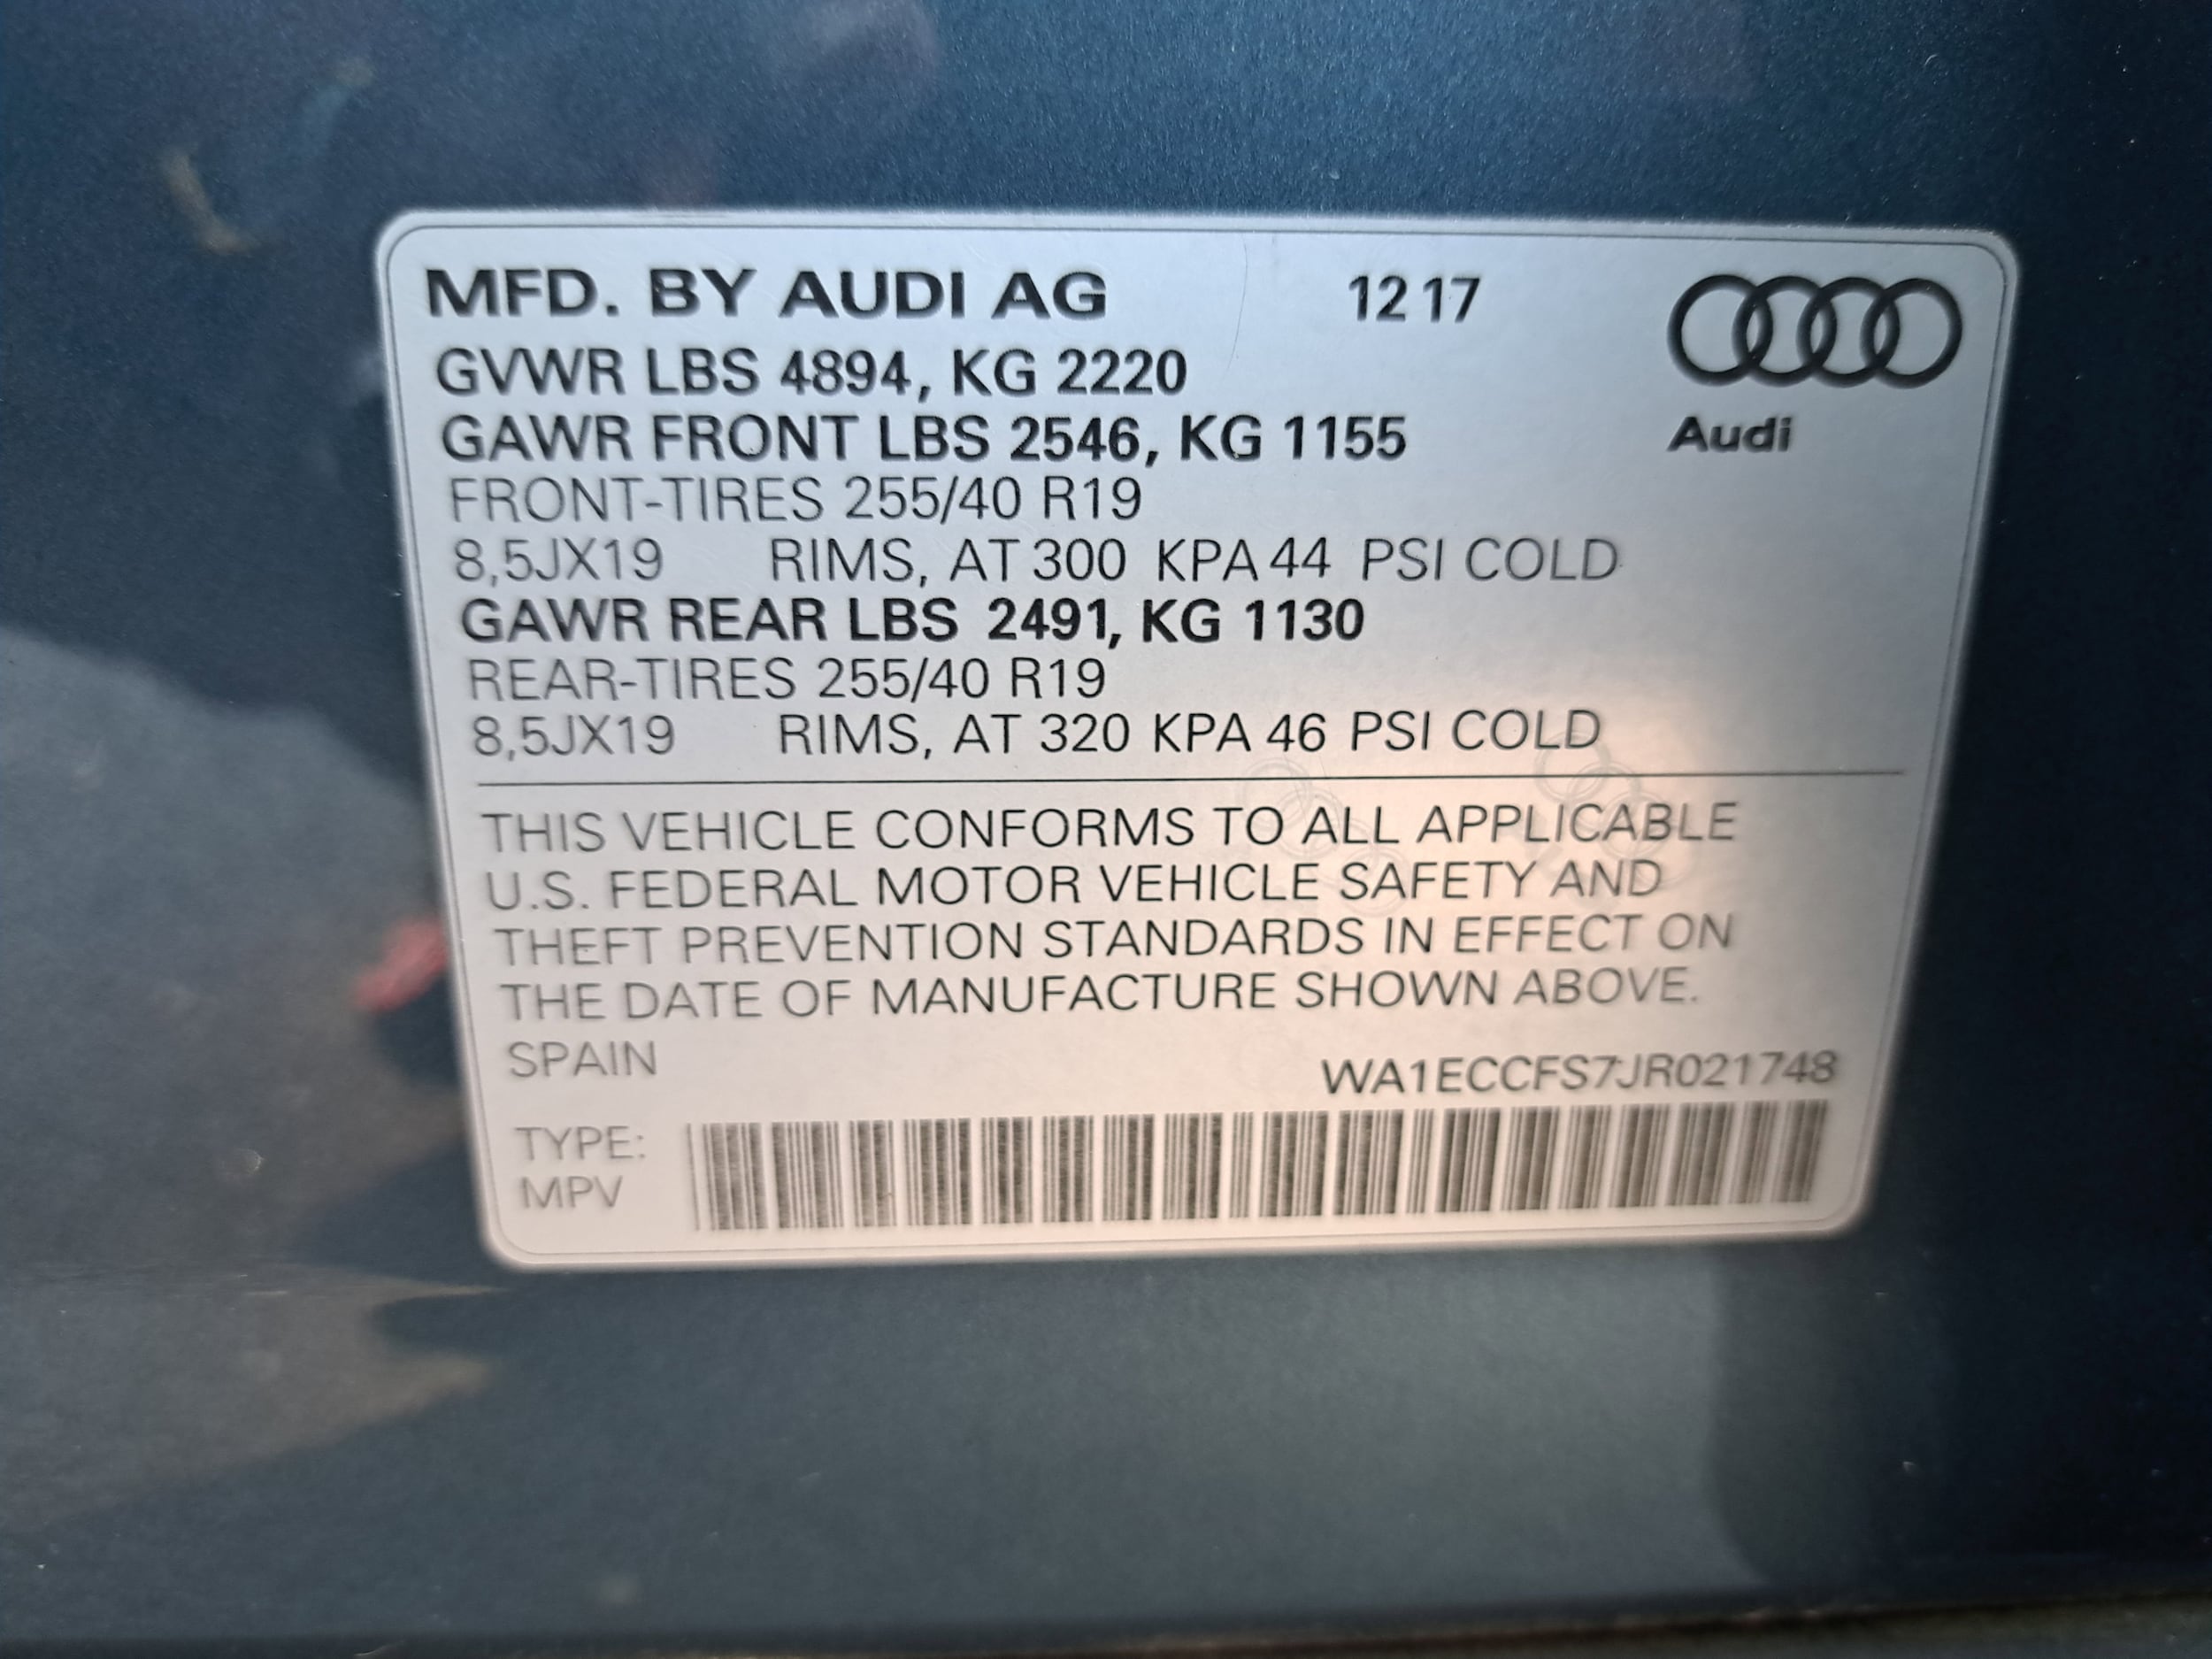 MFD. BY AUDI AG 12 17
Audi
GVWR LBS 4894, KG 2220
GAWR FRONT LBS 2546, KG 1155
FRONT-TIRES 255/40 R19
8,5JX19 RIMS, AT 300 KPA 44 PSI COLD
GAWR REAR LBS 2491, KG 1130
REAR-TIRES 255/40 R19
8,5JX19 RIMS, AT 320 KPA 46 PSI COLD
THIS VEHICLE CONFORMS TO ALL APPLICABLE
U.S. FEDERAL MOTOR VEHICLE SAFETY AND
THEFT PREVENTION STANDARDS IN EFFECT ON
THE DATE OF MANUFACTURE SHOWN ABOVE.
SPAIN WA1ECCFS7JR021748
TYPE:
MPV